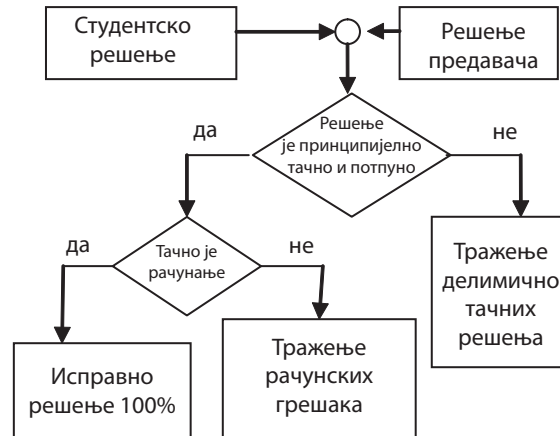 Студентско
решење
Решење
предавача
Решење
је принципијелно
тачно и потпуно
да
не
Тачно је
рачунање
да
не
Тражење
делимично
тачних
решења
Исправно
решење 100%
Тражење
рачунских
грешака